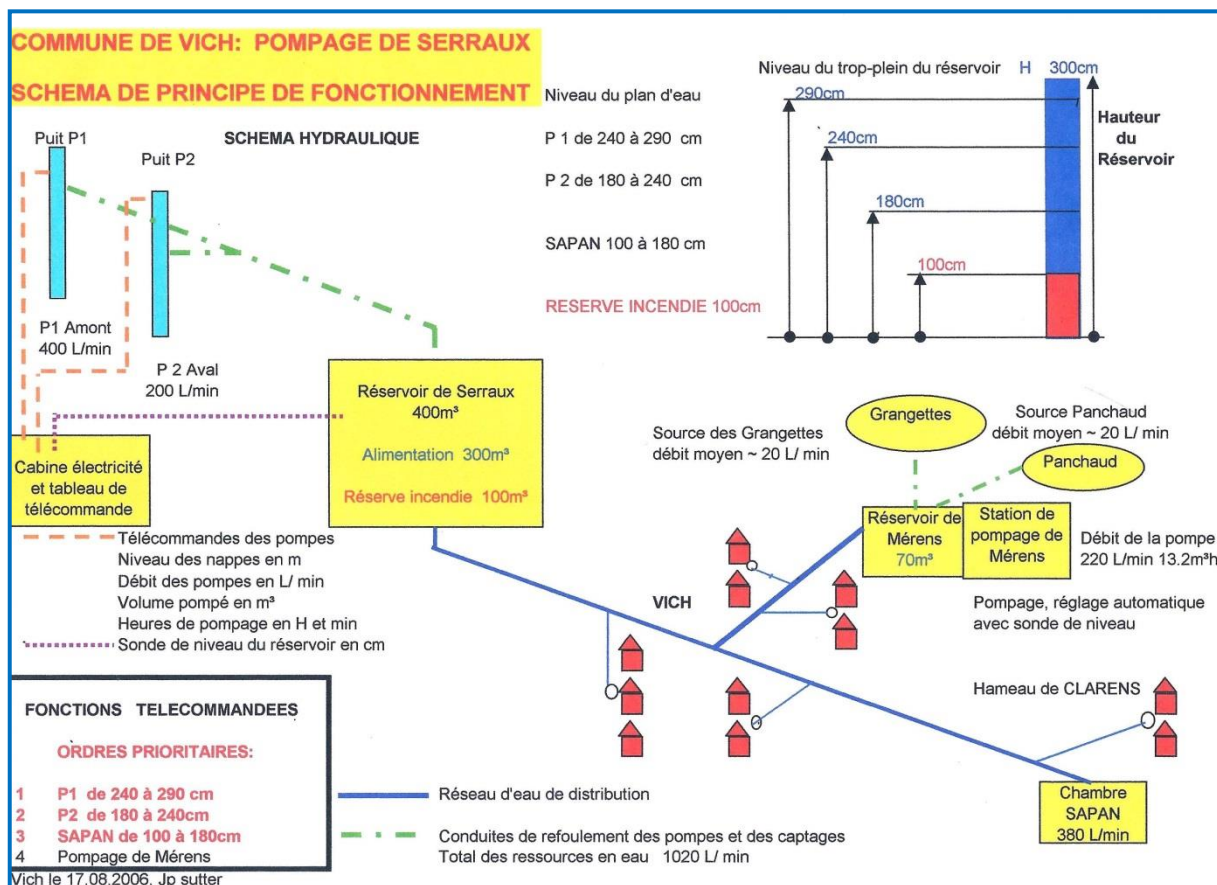 COMMUNE DE VICH: POMPAGE DE SERRAUX
SCHEMA DE PRINCIPE DE FONCTIONNEMENT
Puit P1
Puit P2
SCHEMA HYDRAULIQUE
P1 Amont
400 L/min
P 2 Aval
200 L/min
Niveau du plan d'eau
P 1 de 240 à 290 cm
P 2 de 180 à 240 cm
SAPAN 100 à 180 cm
RESERVE INCENDIE 100cm
Niveau du trop-plein du réservoir H 300cm
290cm
240cm
180cm
100cm
Hauteur
du
Réservoir
Cabine électricité
et tableau de
télécommande
Réservoir de Serraux
400m³
Alimentation 300m³
Réserve incendie 100m³
Source des Grangettes
débit moyen ~ 20 L/ min
Grangettes
Source Panchaud
débit moyen ~ 20 L/ min
Panchaud
Réservoir de
Mérens
70m³
Station de
pompage de
Mérens
Débit de la pompe
220 L/min 13.2m³h
Pompage, réglage automatique
avec sonde de niveau
Télécommandes des pompes
Niveau des nappes en m
Débit des pompes en L/ min
Volume pompé en m³
Heures de pompage en H et min
Sonde de niveau du réservoir en cm
VICH
Hameau de CLARENS
Chambre
SAPAN
380 L/min
FONCTIONS TELECOMMANDEES
ORDRES PRIORITAIRES:
1 P1 de 240 à 290 cm
2 P2 de 180 à 240cm
3 SAPAN de 100 à 180cm
4 Pompage de Mérens
Réseau d'eau de distribution
Conduites de refoulement des pompes et des captages
Total des ressources en eau 1020 L/ min
Vich le 17.08.2006. Jp sutter